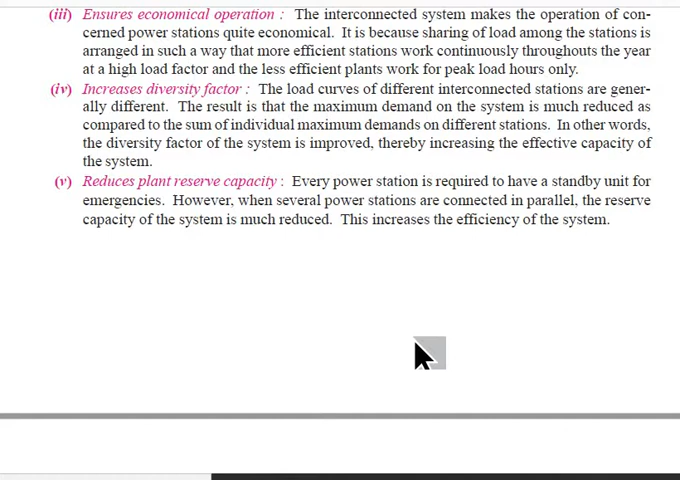 (iii) Ensures economical operation : The interconnected system makes the operation of con-
cerned power stations quite economical. It is because sharing of load among the stations is
arranged in such a way that more efficient stations work continuously throughouts the year
at a high load factor and the less efficient plants work for peak load hours only.
(iv) Increases diversity factor : The load curves of different interconnected stations are gener-
ally different. The result is that the maximum demand on the system is much reduced as
compared to the sum of individual maximum demands on different stations. In other words,
the diversity factor of the system is improved, thereby increasing the effective capacity of
the system.
(v) Reduces plant reserve capacity : Every power station is required to have a standby unit for
emergencies. However, when several power stations are connected in parallel, the reserve
capacity of the system is much reduced. This increases the efficiency of the system.